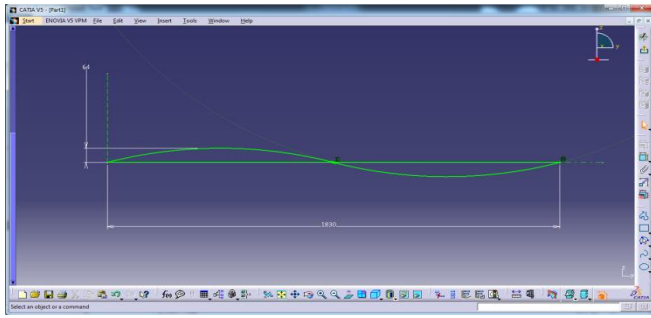 CATIA V5 - [Part1]
Start ENOVIA V5 VPM File Edit View Insert Tools Window Help
64
y
1830
Select an object or a command
CATIA